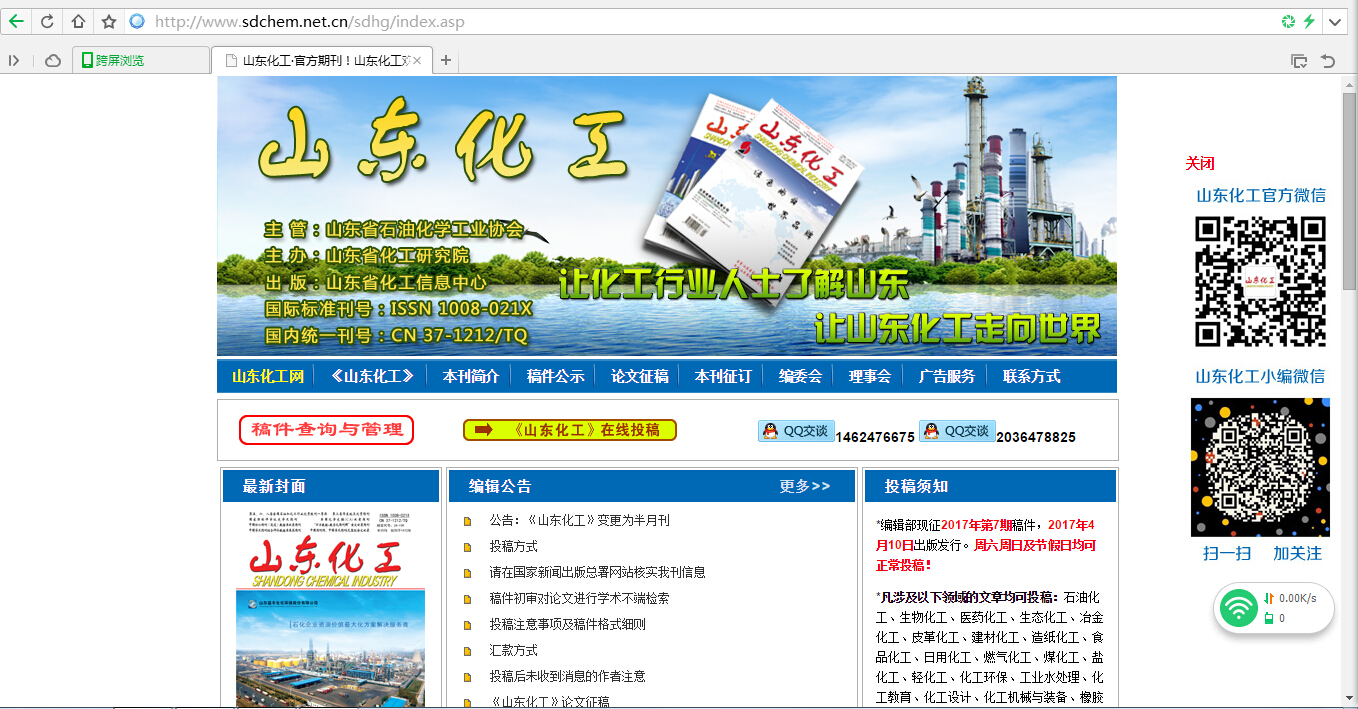 http://www.sdchem.net.cn/sdhg/index.asp
跨屏浏览
山东化工·官方期刊！山东化工
山东化工
主 管：山东省石油化学工业协会
主 办：山东省化工研究院
出 版：山东省化工信息中心
国际标准刊号：ISSN 1008-021X
国内统一刊号：CN 37-1212/TQ
山东化工
SHANDONG CHEMICAL INDUSTRY
让化工行业人士了解山东
让山东化工走向世界
关闭
山东化工官方微信
山东化工
山东化工小编微信
扫一扫 加关注
0.00K/s
0
山东化工网
《山东化工》
本刊简介
稿件公示
论文征稿
本刊征订
编委会
理事会
广告服务
联系方式
稿件查询与管理
《山东化工》在线投稿
QQ交谈 1462476675 QQ交谈 2036478825
最新封面
山东化工
SHANDONG CHEMICAL INDUSTRY
编辑公告 更多>>
公告：《山东化工》变更为半月刊
投稿方式
请在国家新闻出版总署网站核实我刊信息
稿件初审对论文进行学术不端检索
投稿注意事项及稿件格式细则
汇款方式
投稿后未收到消息的作者注意
《山东化工》论文征稿
投稿须知
*编辑部现征2017年第7期稿件，2017年4
月10日出版发行。周六周日及节假日均可
正常投稿！
*凡涉及以下领域的文章均可投稿：石油化
工、生物化工、医药化工、生态化工、冶金
化工、皮革化工、建材化工、造纸化工、食
品化工、日用化工、燃气化工、煤化工、盐
化工、轻化工、化工环保、工业水处理、化
工教育、化工设计、化工机械与装备、橡胶